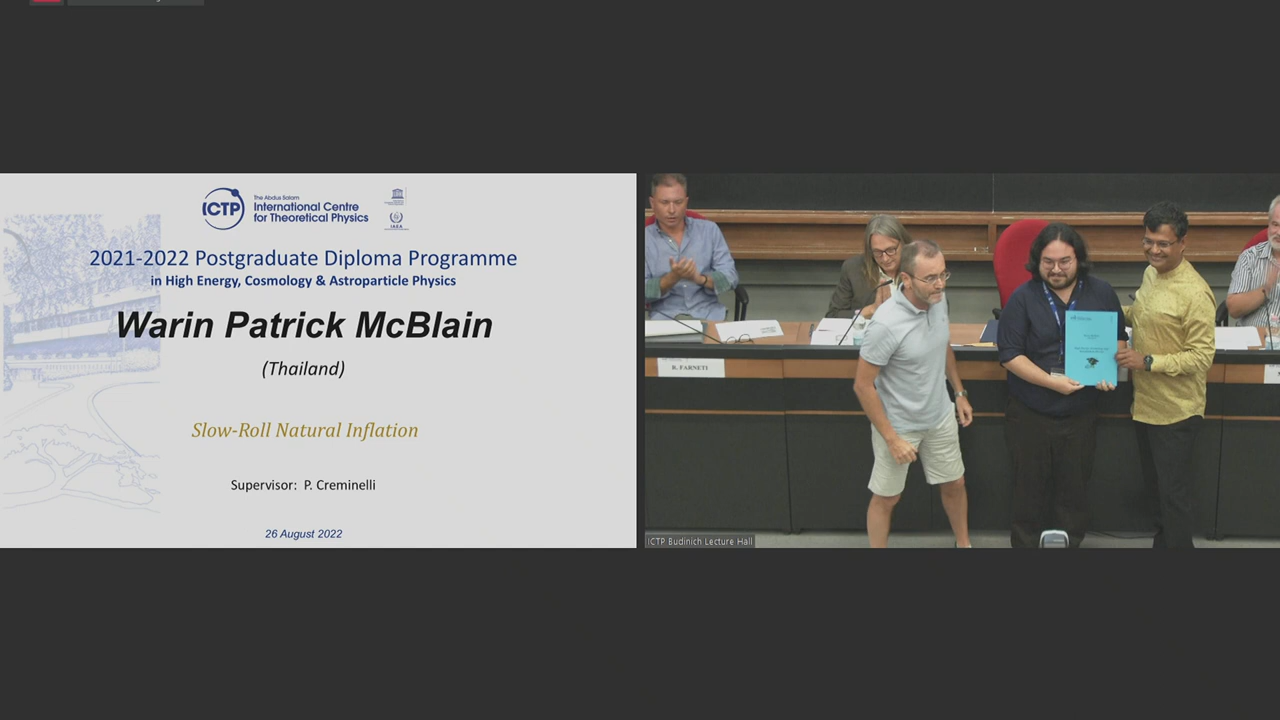 ICTP
The Abdus Salam
International Centre
for Theoretical Physics
IAEA
2021-2022 Postgraduate Diploma Programme
in High Energy, Cosmology & Astroparticle Physics
Warin Patrick McBlain
(Thailand)
Slow-Roll Natural Inflation
Supervisor: P. Creminelli
26 August 2022
R. FARNETI
ICTP Budinich Lecture Hall